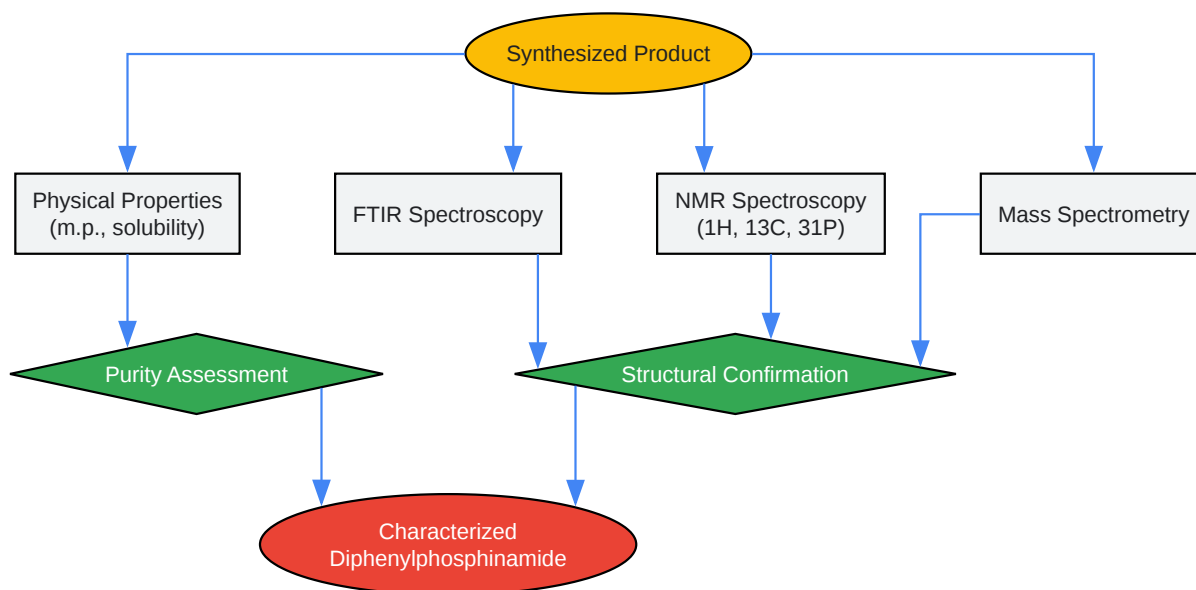 Synthesized Product
Physical Properties
(m.p., solubility)
FTIR Spectroscopy
NMR Spectroscopy
(1H, 13C, 31P)
Mass Spectrometry
Purity Assessment
Structural Confirmation
Characterized
Diphenylphosphinamide